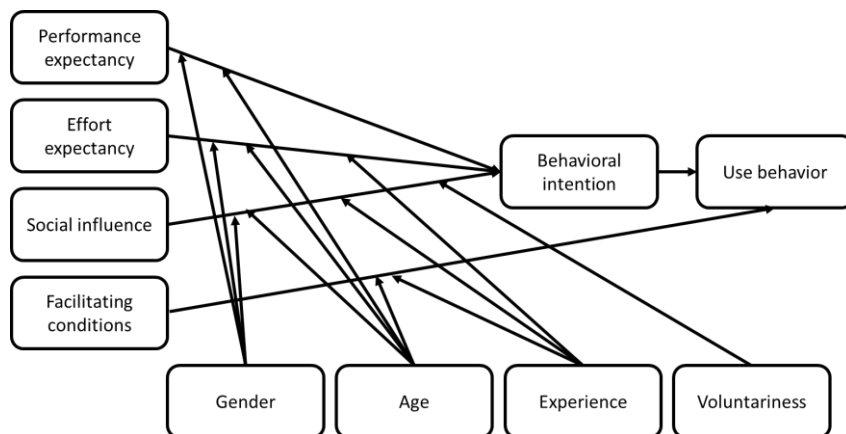 Performance
expectancy
Effort
expectancy
Behavioral
intention
Use behavior
Social influence
Facilitating
conditions
Gender
Age
Experience
Voluntariness